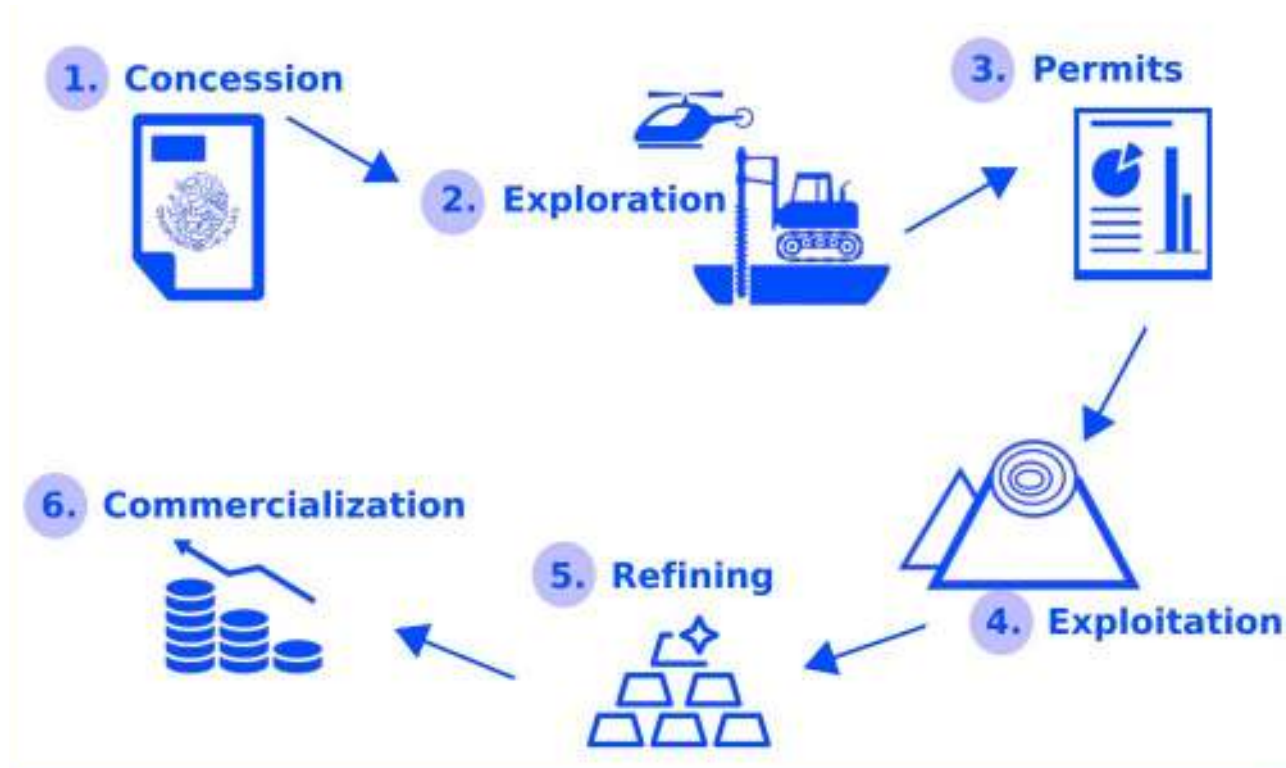 1. Concession
2. Exploration
3. Permits
4. Exploitation
5. Refining
6. Commercialization